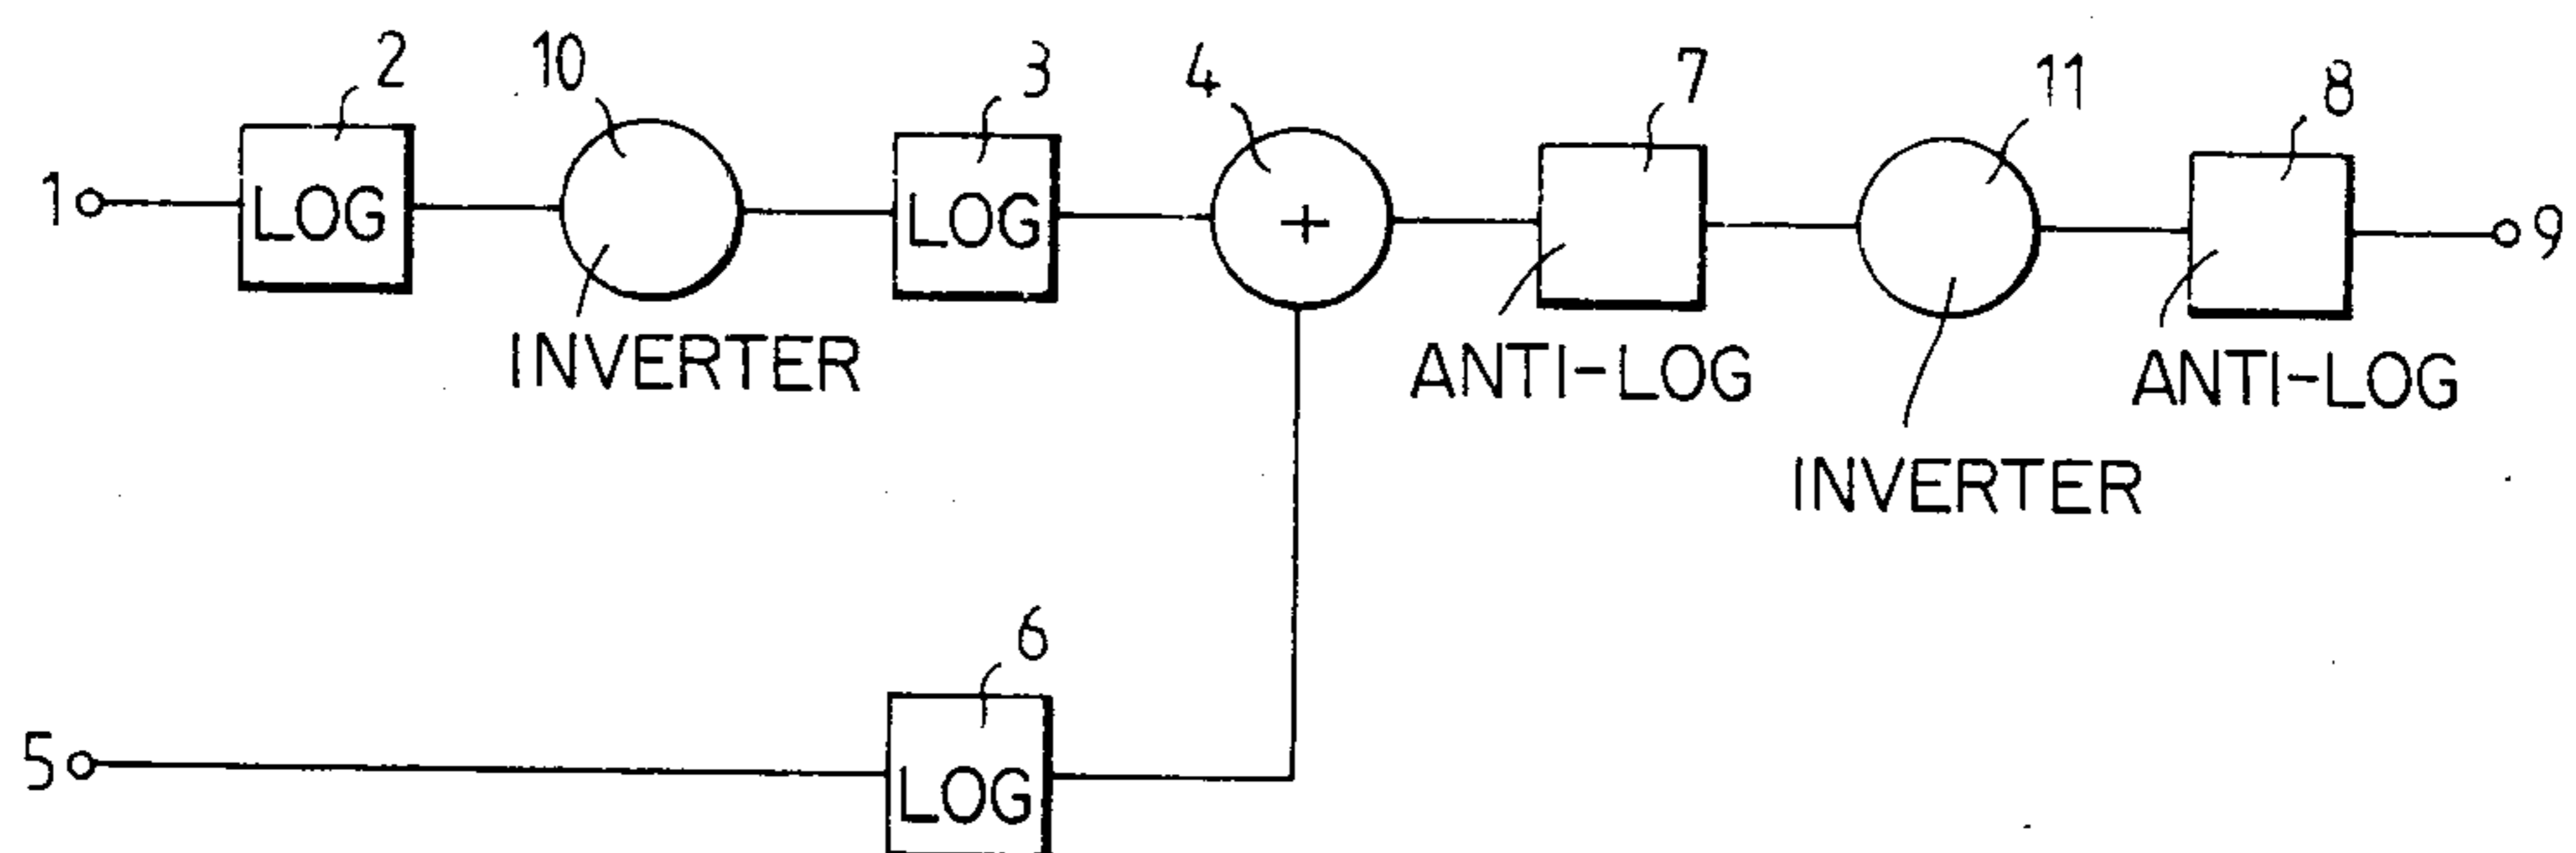 2 10 3 4 7 11 8
1 LOG LOG + 9
INVERTER ANTI-LOG ANTI-LOG
INVERTER
6
5 LOG